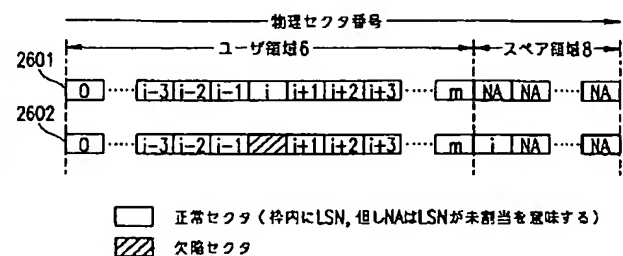 物理セクタ番号
ユーザ領域6 スペア領域8
2601
0 ..... i-3 i-2 i-1 i i+1 i+2 i+3 ..... m NA NA ..... NA
2602
0 ..... i-3 i-2 i-1 i+1 i+2 i+3 ..... m i NA ..... NA
正常セクタ(枠内にLSN, 但しNAはLSNが未割当を意味する)
欠陥セクタ